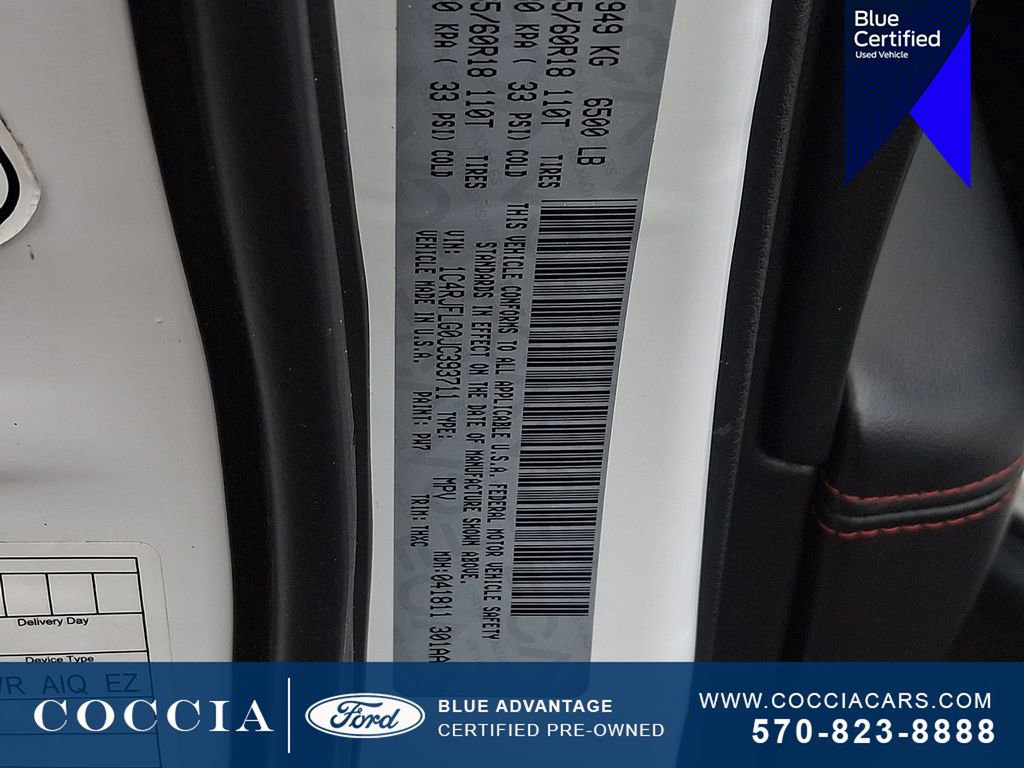 Blue
Certified
Used Vehicle
949 KG 6500 LB
5/60R18 110T TIRES
0 KPA ( 33 PSI) COLD
5/60R18 110T TIRES
0 KPA ( 33 PSI) COLD
THIS VEHICLE CONFORMS TO ALL APPLICABLE U.S.A. FEDERAL MOTOR VEHICLE SAFETY
STANDARDS IN EFFECT ON THE DATE OF MANUFACTURE SHOWN ABOVE.
VIN: 1C4RJFLG0JC393711 TYPE: MPV MDH:041811 301AA
VEHICLE MADE IN U.S.A. PAINT: PW7 TRIM: TRXC
Delivery Day
Device Type
WR AIQ EZ
COCCIA
Ford
BLUE ADVANTAGE
CERTIFIED PRE-OWNED
WWW.COCCIACARS.COM
570-823-8888